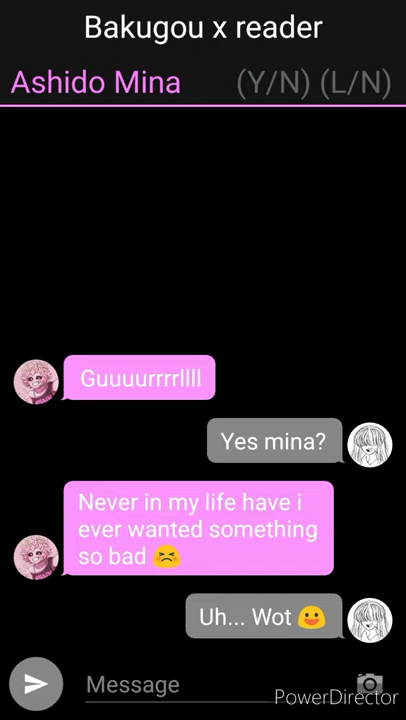 Bakugou x reader
Ashido Mina (Y/N) (L/N)
Guuuurrrrllll
Yes mina?
Never in my life have i
ever wanted something
so bad 😣
Uh... Wot 😃
Message
PowerDirector